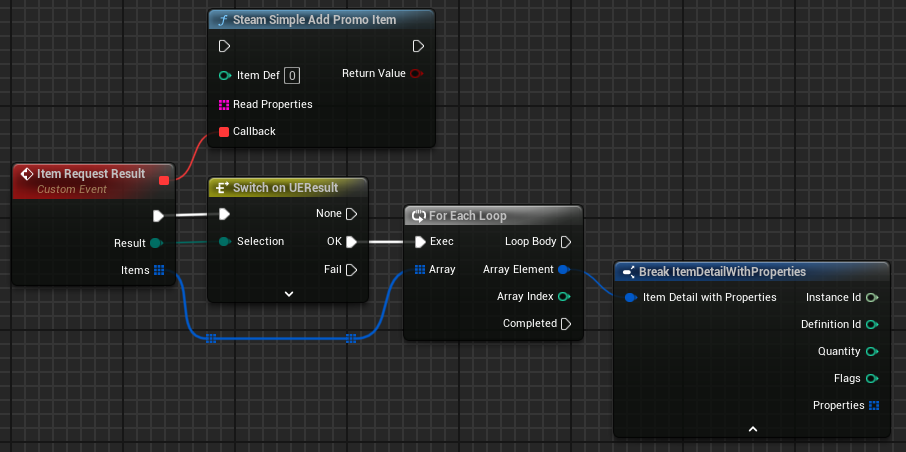 Steam Simple Add Promo Item
Item Def 0
Return Value
Read Properties
Callback
Item Request Result
Custom Event
Result
Items
Switch on UEResult
None
Selection
OK
Fail
For Each Loop
Exec
Loop Body
Array
Array Element
Array Index
Completed
Break ItemDetailWithProperties
Item Detail with Properties
Instance Id
Definition Id
Quantity
Flags
Properties